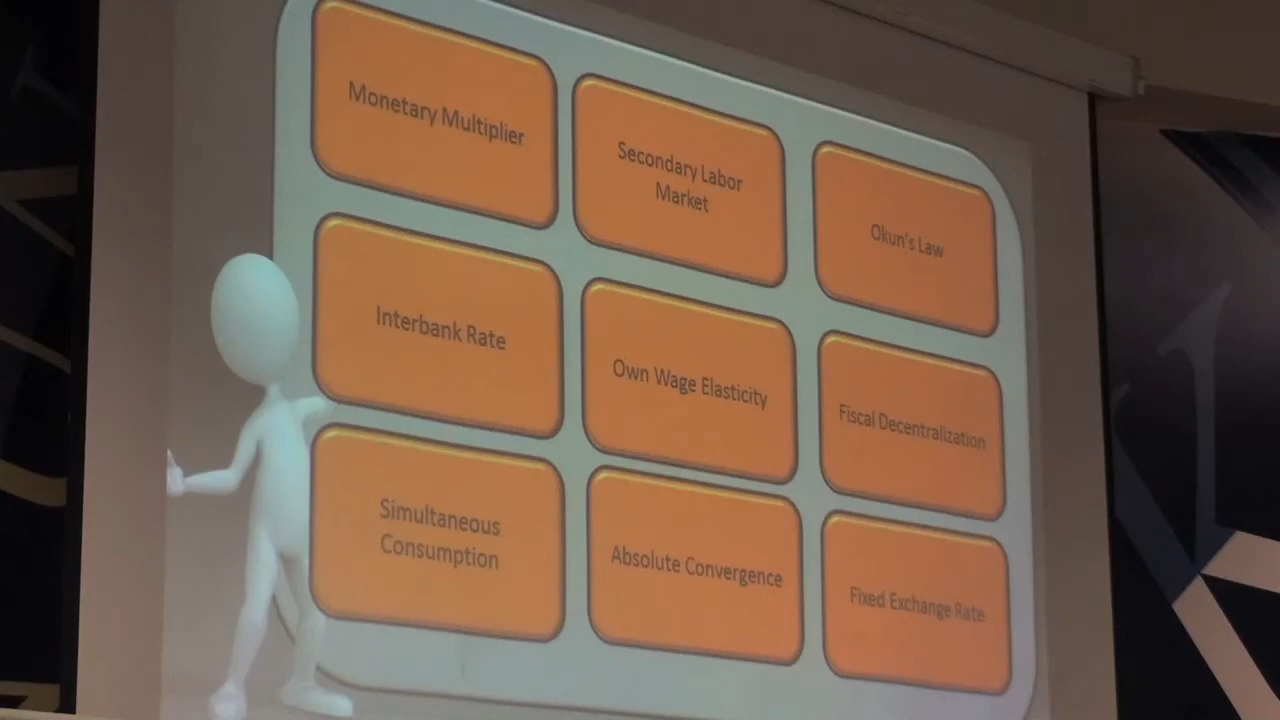 Monetary Multiplier
Secondary Labor
Market
Okun's Law
Interbank Rate
Own Wage Elasticity
Fiscal Decentralization
Simultaneous
Consumption
Absolute Convergence
Fixed Exchange Rate